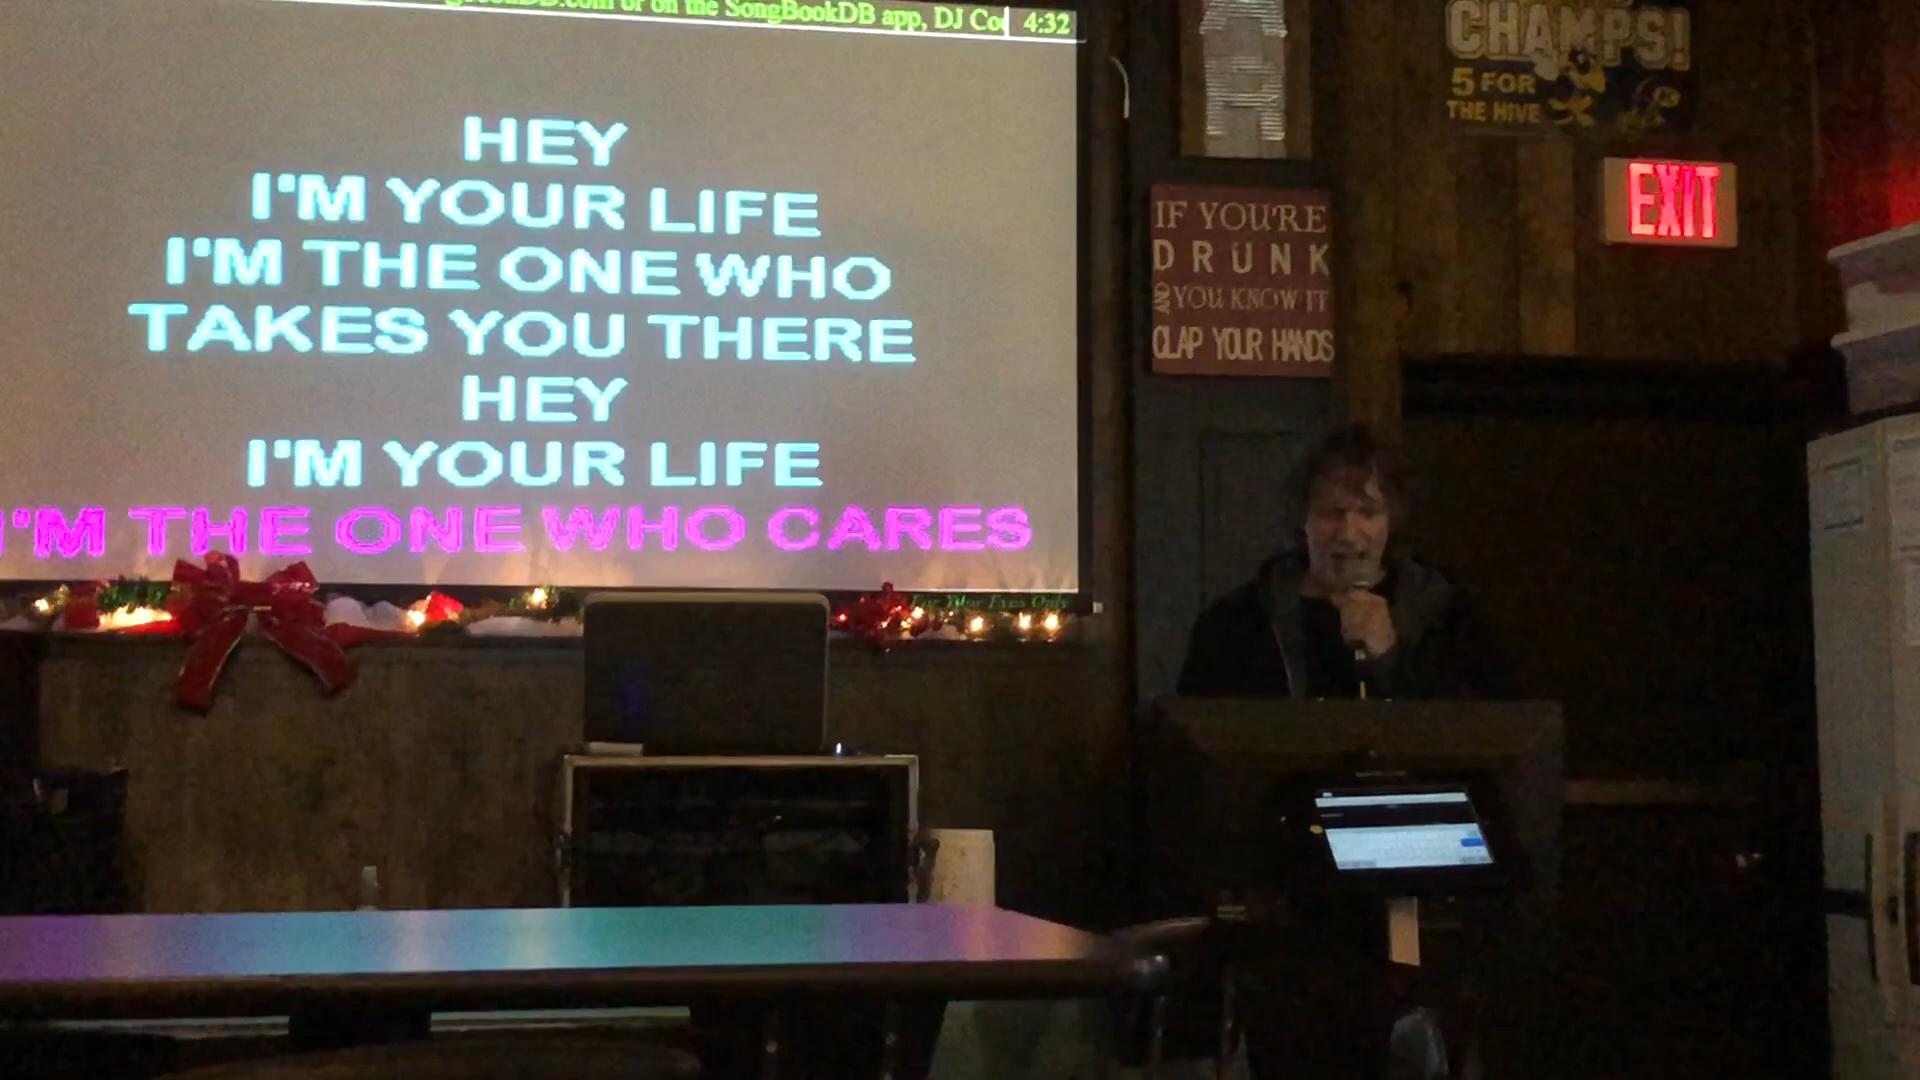 or on the SongBookDB app, DJ Co
4:32
HEY
I'M YOUR LIFE
I'M THE ONE WHO
TAKES YOU THERE
HEY
I'M YOUR LIFE
I'M THE ONE WHO CARES
For Your Eyes Only
IF YOU'RE
DRUNK
AND YOU KNOW IT
CLAP YOUR HANDS
CHAMPS!
5 FOR
THE HIVE
EXIT